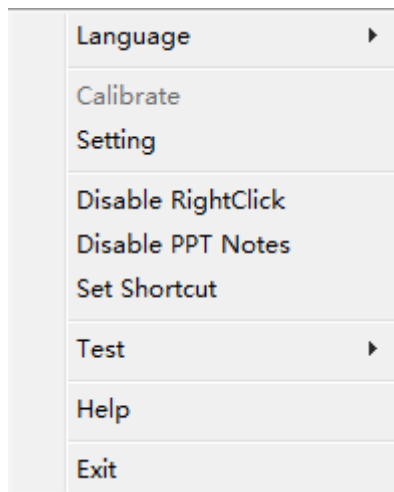 Language
Calibrate
Setting
Disable RightClick
Disable PPT Notes
Set Shortcut
Test
Help
Exit